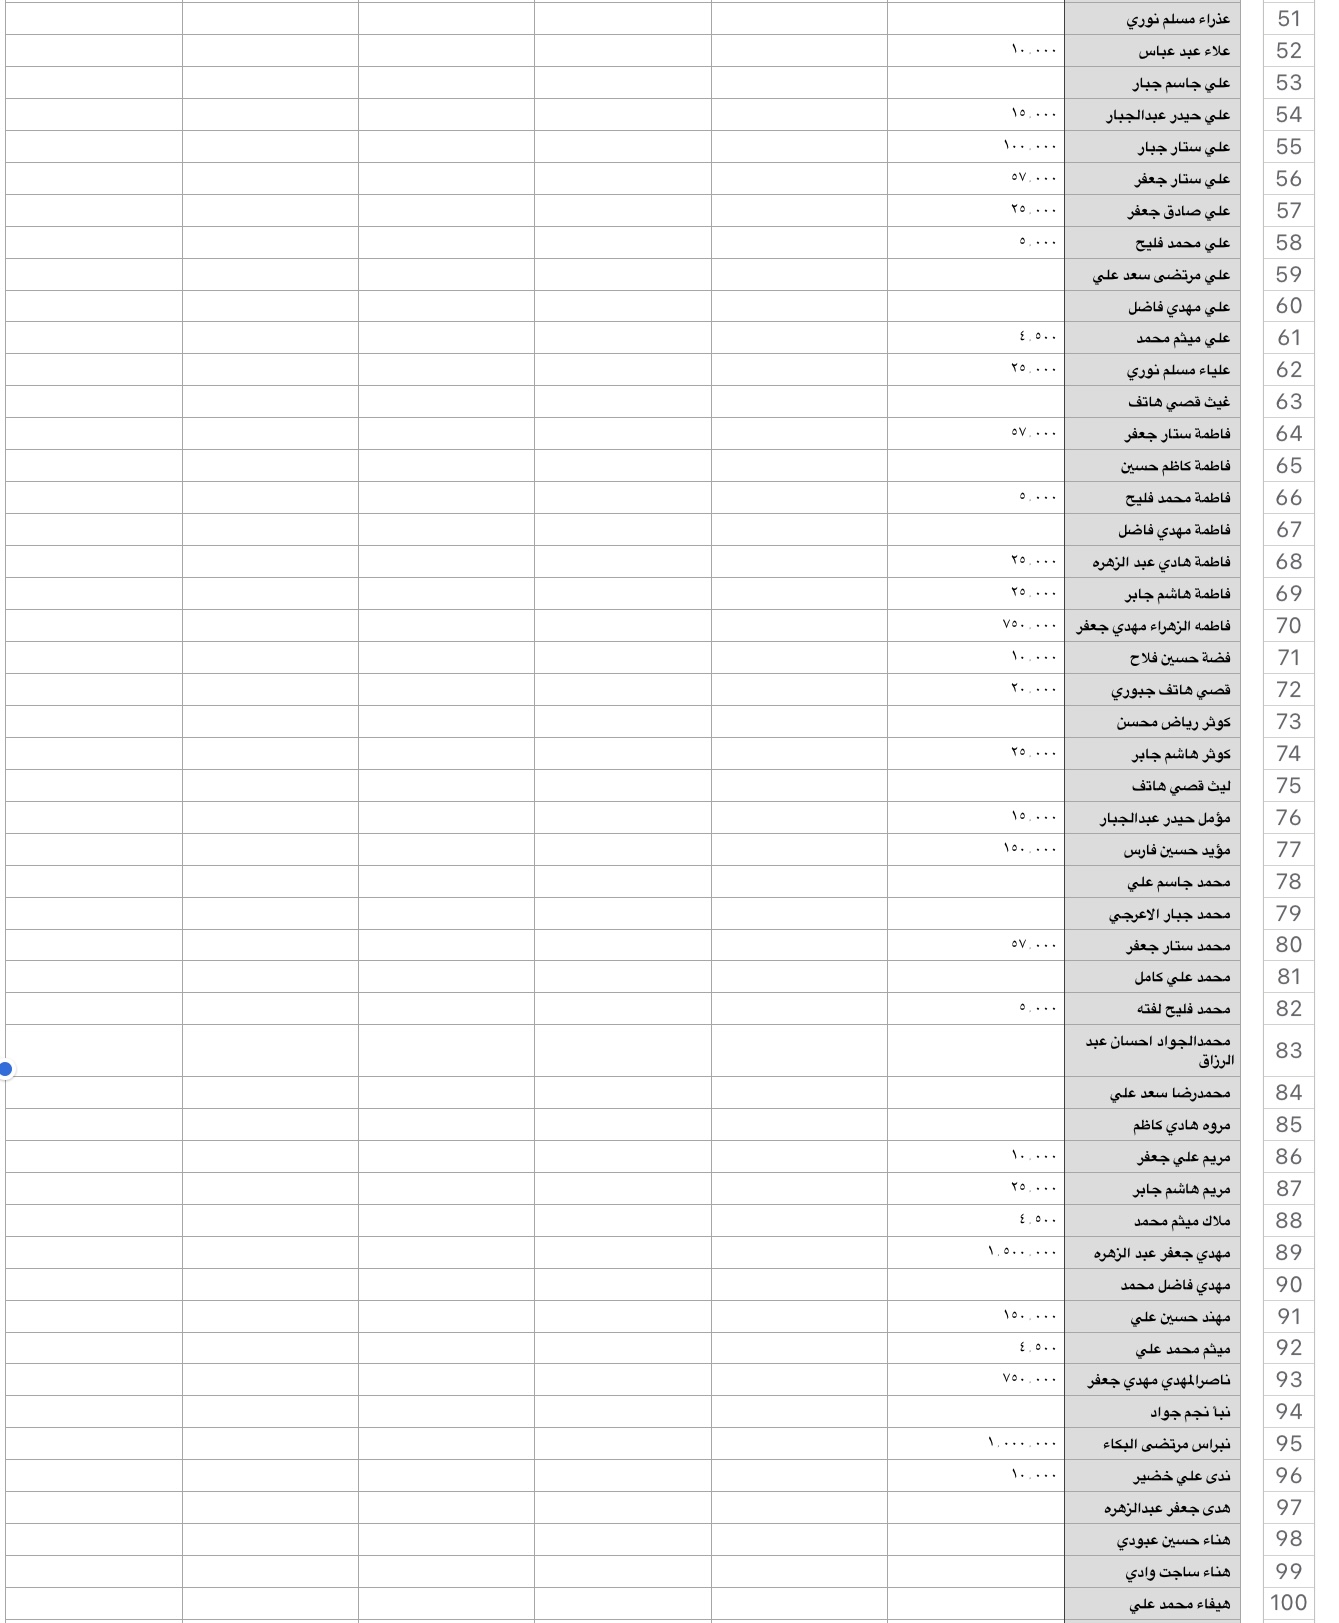 51 عذراء مسلم نوري
52 علاء عبد عباس ١٠.٠٠٠
53 علي جاسم جبار
54 علي حيدر عبدالجبار ١٥.٠٠٠
55 علي ستار جبار ١٠٠.٠٠٠
56 علي ستار جعفر ٥٧.٠٠٠
57 علي صادق جعفر ٢٥.٠٠٠
58 علي محمد فليح ٥.٠٠٠
59 علي مرتضى سعد علي
60 علي مهدي فاضل
61 علي ميثم محمد ٤.٥٠٠
62 علياء مسلم نوري ٢٥.٠٠٠
63 غيث قصي هاتف
64 فاطمة ستار جعفر ٥٧.٠٠٠
65 فاطمة كاظم حسين
66 فاطمة محمد فليح ٥.٠٠٠
67 فاطمة مهدي فاضل
68 فاطمة هادي عبد الزهره ٢٥.٠٠٠
69 فاطمة هاشم جابر ٢٥.٠٠٠
70 فاطمه الزهراء مهدي جعفر ٧٥٠.٠٠٠
71 فضة حسين فلاح ١٠.٠٠٠
72 قصي هاتف جبوري ٢٠.٠٠٠
73 كوثر رياض محسن
74 كوثر هاشم جابر ٢٥.٠٠٠
75 ليث قصي هاتف
76 مؤمل حيدر عبدالجبار ١٥.٠٠٠
77 مؤيد حسين فارس ١٥٠.٠٠٠
78 محمد جاسم علي
79 محمد جبار الاعرجي
80 محمد ستار جعفر ٥٧.٠٠٠
81 محمد علي كامل
82 محمد فليح لفته ٥.٠٠٠
83 محمدالجواد احسان عبد
الرزاق
84 محمدرضا سعد علي
85 مروه هادي كاظم
86 مريم علي جعفر ١٠.٠٠٠
87 مريم هاشم جابر ٢٥.٠٠٠
88 ملاك ميثم محمد ٤.٥٠٠
89 مهدي جعفر عبد الزهره ١.٥٠٠.٠٠٠
90 مهدي فاضل محمد
91 مهند حسين علي ١٥٠.٠٠٠
92 ميثم محمد علي ٤.٥٠٠
93 ناصرالمهدي مهدي جعفر ٧٥٠.٠٠٠
94 نبأ نجم جواد
95 نبراس مرتضى البكاء ١.٠٠٠.٠٠٠
96 ندى علي خضير ١٠.٠٠٠
97 هدى جعفر عبدالزهره
98 هناء حسين عبودي
99 هناء ساجت وادي
100 هيفاء محمد علي